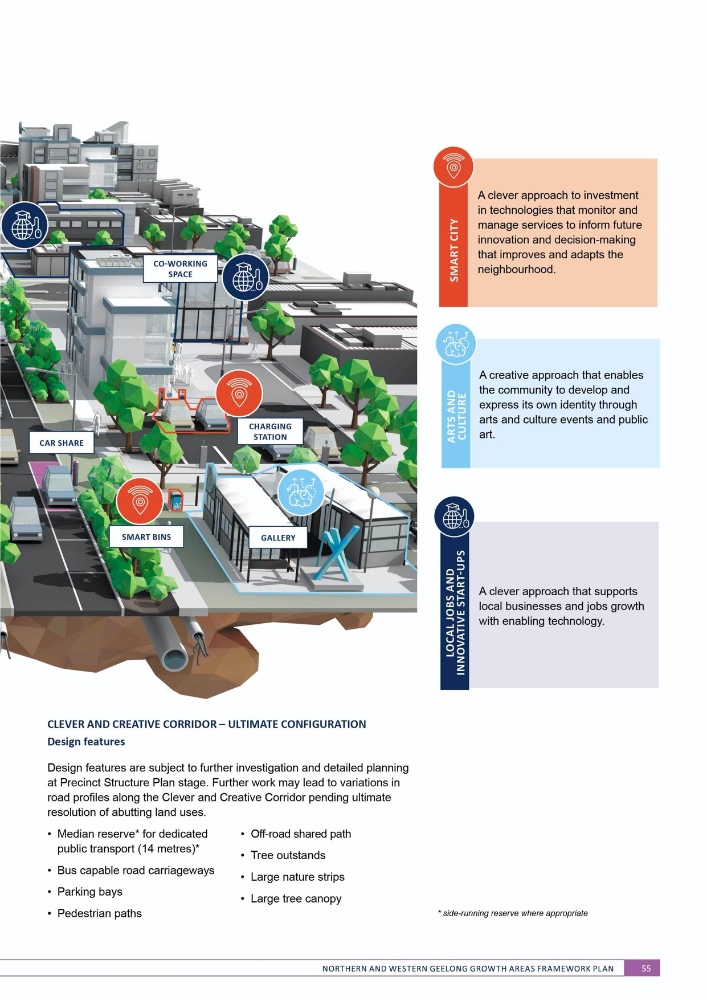 CO-WORKING
SPACE
OFFICE
CHARGING
STATION
CAR SHARE
SMART BINS
GALLERY
SMART CITY
A clever approach to investment
in technologies that monitor and
manage services to inform future
innovation and decision-making
that improves and adapts the
neighbourhood.
ARTS AND
CULTURE
A creative approach that enables
the community to develop and
express its own identity through
arts and culture events and public
art.
LOCAL JOBS AND
INNOVATIVE START-UPS
A clever approach that supports
local businesses and jobs growth
with enabling technology.
CLEVER AND CREATIVE CORRIDOR – ULTIMATE CONFIGURATION
Design features
Design features are subject to further investigation and detailed planning
at Precinct Structure Plan stage. Further work may lead to variations in
road profiles along the Clever and Creative Corridor pending ultimate
resolution of abutting land uses.
• Median reserve* for dedicated
public transport (14 metres)*
• Bus capable road carriageways
• Parking bays
• Pedestrian paths
• Off-road shared path
• Tree outstands
• Large nature strips
• Large tree canopy
* side-running reserve where appropriate
NORTHERN AND WESTERN GEELONG GROWTH AREAS FRAMEWORK PLAN 55